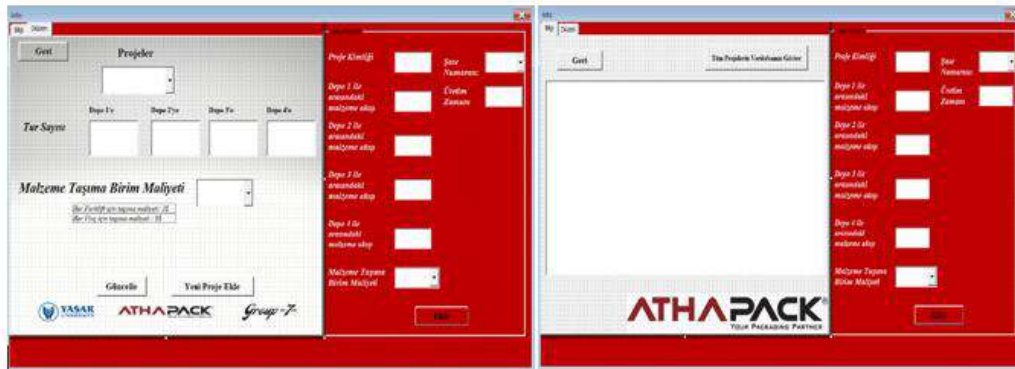 Bilgi Düzen
Geri
Projeler
Depo 1'e
Depo 2'ye
Depo 3'e
Depo 4'e
Tur Sayısı
Malzeme Taşıma Birim Maliyeti
Güncelle
Yeni Proje Ekle
YAŞAR
UNIVERSITY
ATHAPACK
Group -7-
Proje Kimliği
Depo 1 ile
arasındaki
malzeme akışı
Depo 2 ile
arasındaki
malzeme akışı
Depo 3 ile
arasındaki
malzeme akışı
Depo 4 ile
arasındaki
malzeme akışı
Malzeme Taşıma
Birim Maliyeti
Şase
Numarası:
Üretim
Zamanı
Bilgi Düzen
Geri
Tüm Projelerin Verilerini Göster
ATHAPACK
YOUR PACKAGING PARTNER
Proje Kimliği
Depo 1 ile
arasındaki
malzeme akışı
Depo 2 ile
arasındaki
malzeme akışı
Depo 3 ile
arasındaki
malzeme akışı
Depo 4 ile
arasındaki
malzeme akışı
Malzeme Taşıma
Birim Maliyeti
Şase
Numarası:
Üretim
Zamanı